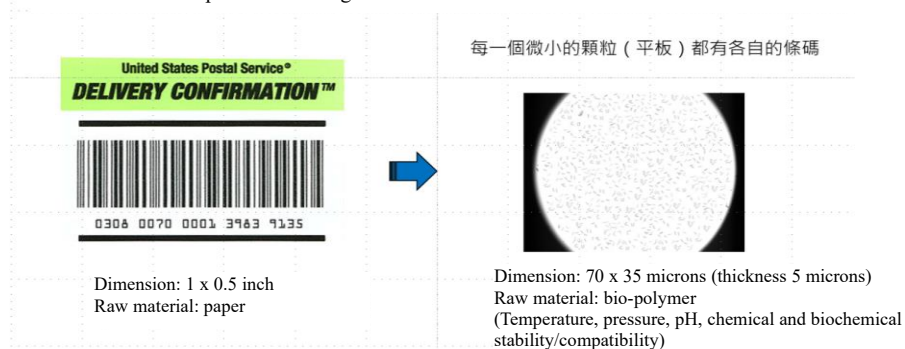 United States Postal Service®
DELIVERY CONFIRMATION™
0308 0070 0001 3983 9135
Dimension: 1 x 0.5 inch
Raw material: paper
每一個微小的顆粒（平板）都有各自的條碼
Dimension: 70 x 35 microns (thickness 5 microns)
Raw material: bio-polymer
(Temperature, pressure, pH, chemical and biochemical
stability/compatibility)